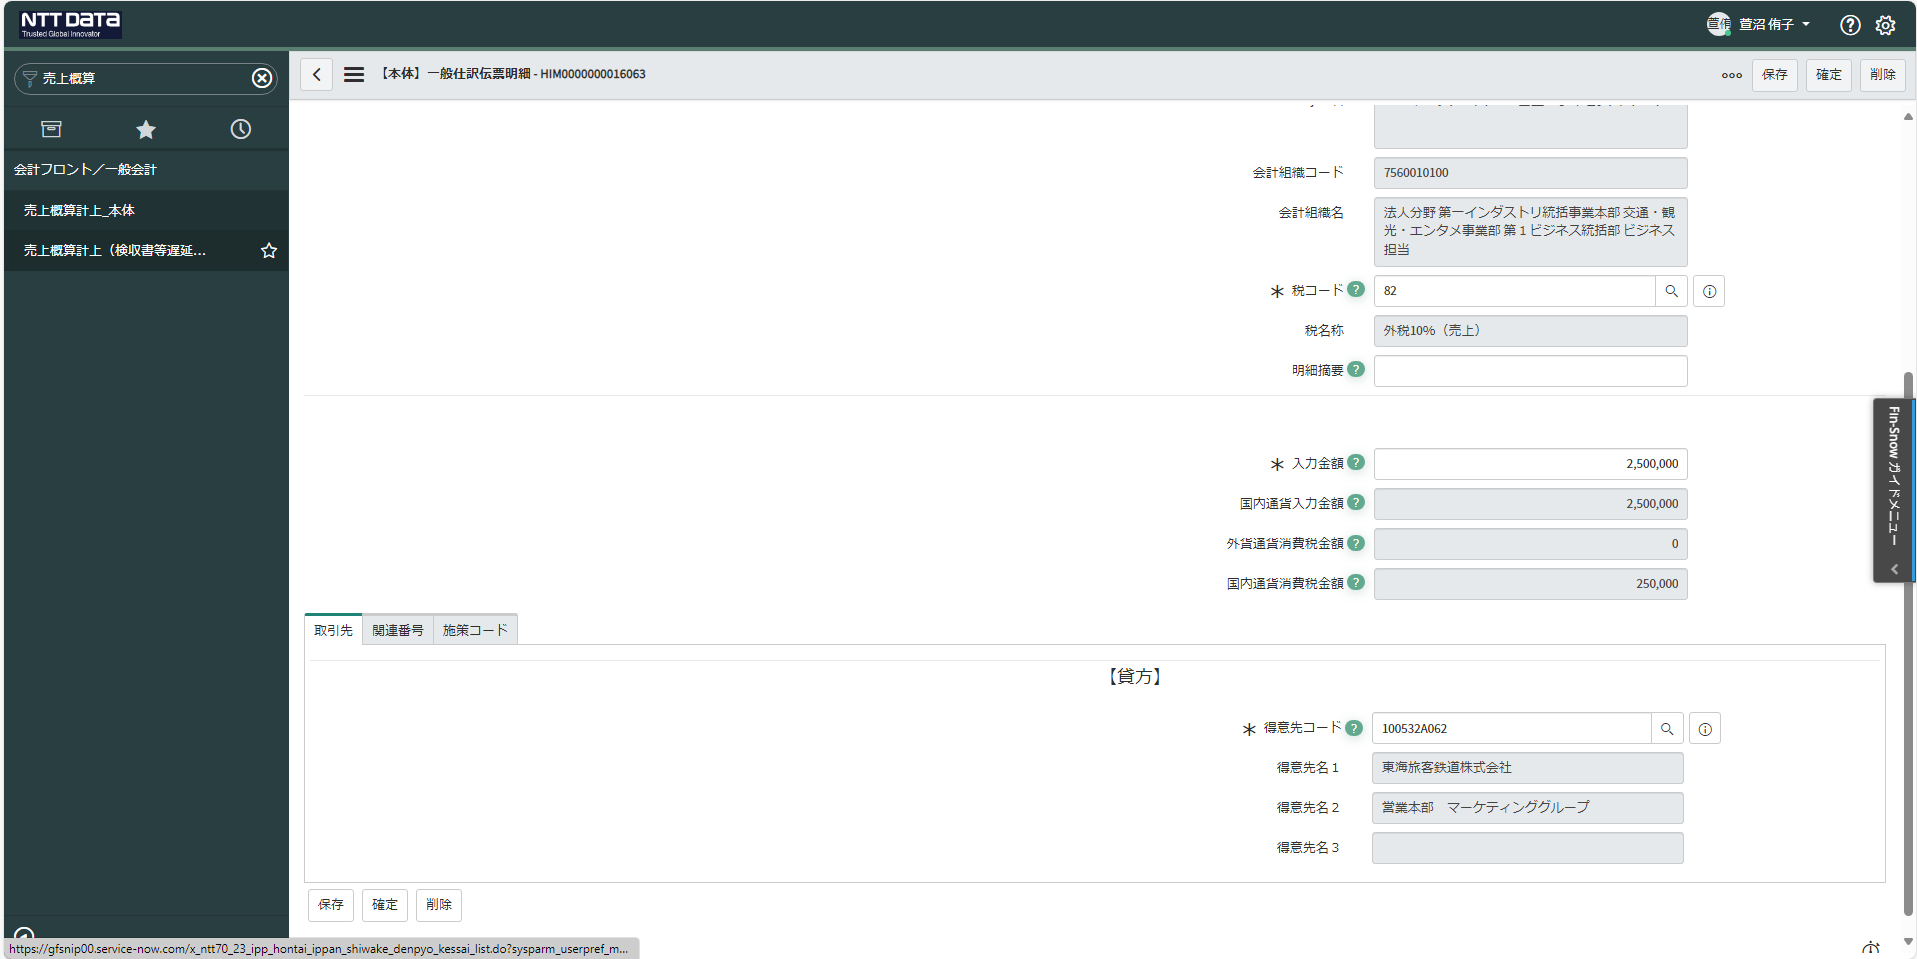 NTT DATA
Trusted Global Innovator
萱沼 侑子
売上概算
【本体】一般仕訳伝票明細 - HIM0000000016063
保存
確定
削除
会計フロント／一般会計
売上概算計上_本体
売上概算計上（検収書等遅延...
会計組織コード
7560010100
会計組織名
法人分野 第一インダストリ統括事業本部 交通・観
光・エンタメ事業部 第１ビジネス統括部 ビジネス
担当
税コード
82
税名称
外税10%（売上）
明細摘要
入力金額
2,500,000
国内通貨入力金額
2,500,000
外貨通貨消費税金額
0
国内通貨消費税金額
250,000
Fin-Snow ガイドメニュー
取引先
関連番号
施策コード
【貸方】
得意先コード
100532A062
得意先名１
東海旅客鉄道株式会社
得意先名２
営業本部　マーケティンググループ
得意先名３
保存
確定
削除
https://gfsnip00.service-now.com/x_ntt70_23_ipp_hontai_ippan_shiwake_denpyo_kessai_list.do?sysparm_userpref_m...